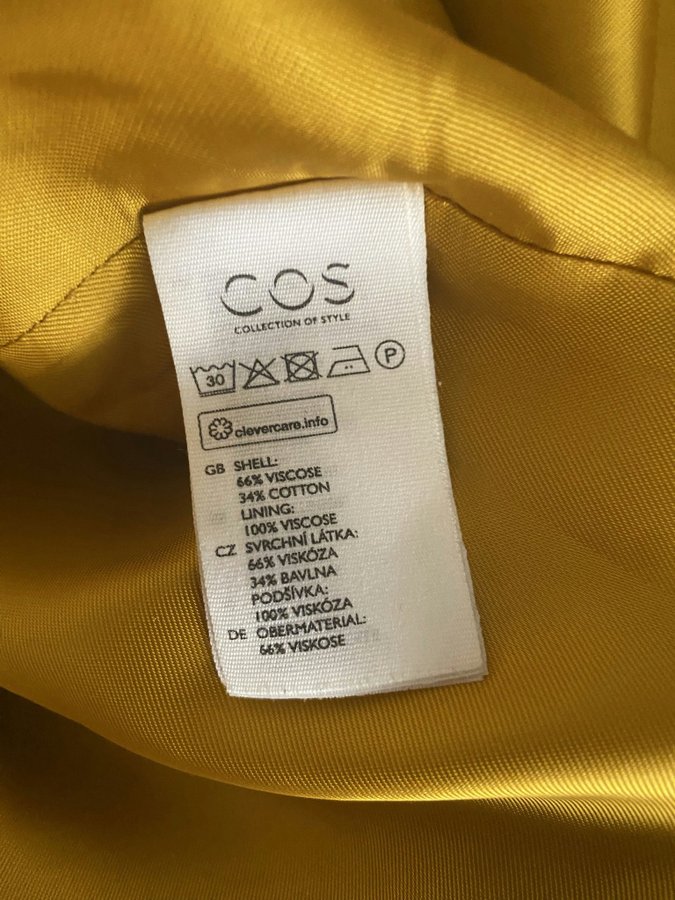 COS
COLLECTION OF STYLE
30 P
clevercare.info
GB SHELL:
66% VISCOSE
34% COTTON
LINING:
100% VISCOSE
CZ SVRCHNÍ LÁTKA:
66% VISKÓZA
34% BAVLNA
PODŠÍVKA:
100% VISKÓZA
DE OBERMATERIAL:
66% VISKOSE